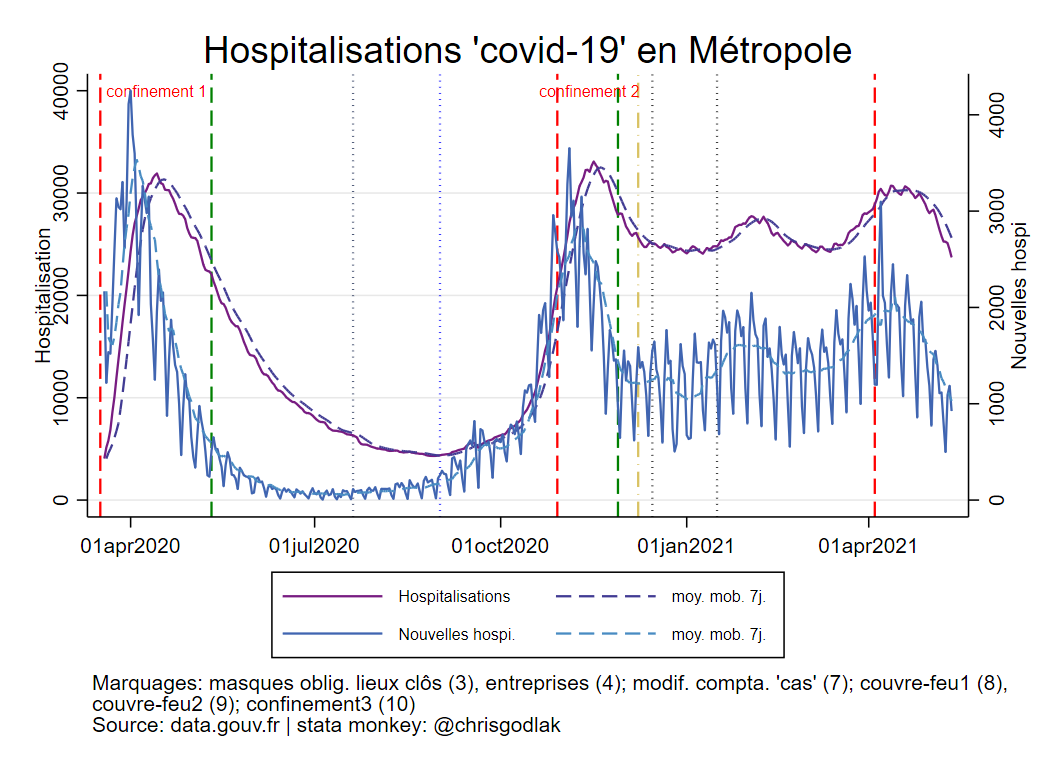 Hospitalisations 'covid-19' en Métropole
confinement 1
confinement 2
Hospitalisation
40000
30000
20000
10000
0
Nouvelles hospi
4000
3000
2000
1000
0
01apr2020
01jul2020
01oct2020
01jan2021
01apr2021
Hospitalisations
moy. mob. 7j.
Nouvelles hospi.
moy. mob. 7j.
Marquages: masques oblig. lieux clôs (3), entreprises (4); modif. compta. 'cas' (7); couvre-feu1 (8),
couvre-feu2 (9); confinement3 (10)
Source: data.gouv.fr | stata monkey: @chrisgodlak